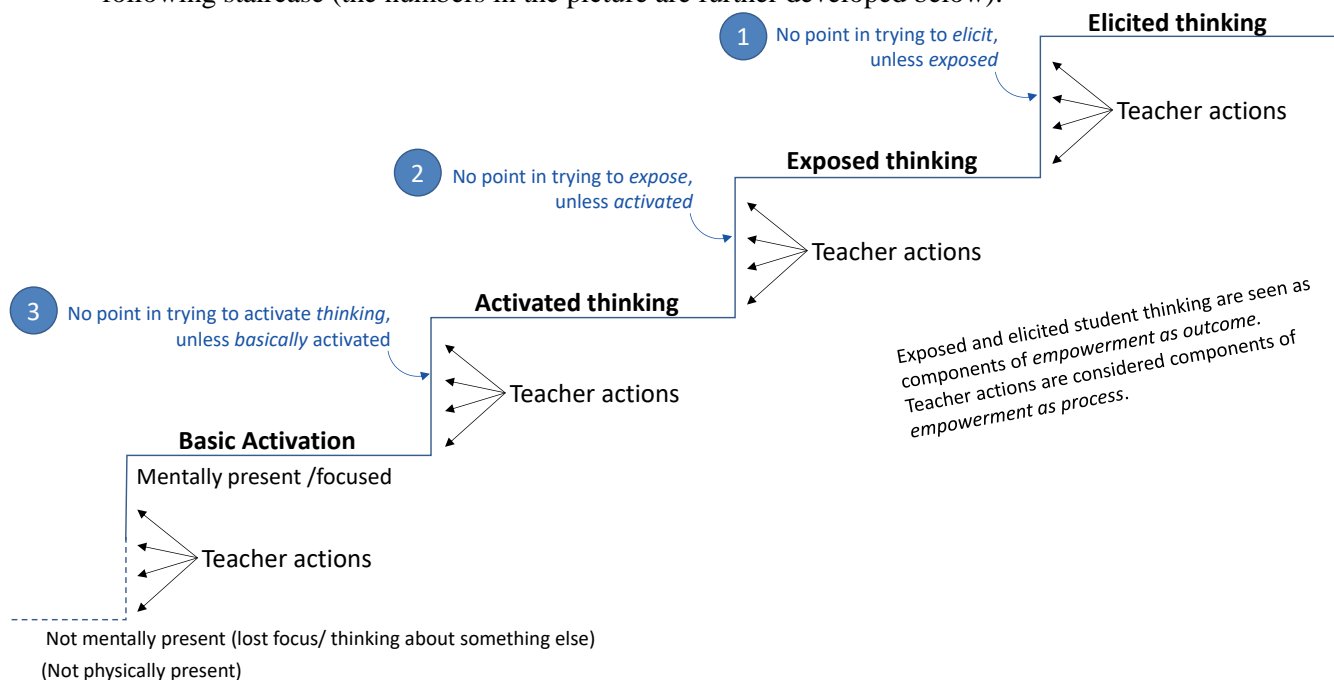 following staircase (the numbers in the picture are further developed below).
1
No point in trying to elicit,
unless exposed
Elicited thinking
Teacher actions
2
No point in trying to expose,
unless activated
Exposed thinking
Teacher actions
3
No point in trying to activate thinking,
unless basically activated
Activated thinking
Teacher actions
Exposed and elicited student thinking are seen as
components of empowerment as outcome.
Teacher actions are considered components of
empowerment as process.
Basic Activation
Mentally present /focused
Teacher actions
Not mentally present (lost focus/ thinking about something else)
(Not physically present)